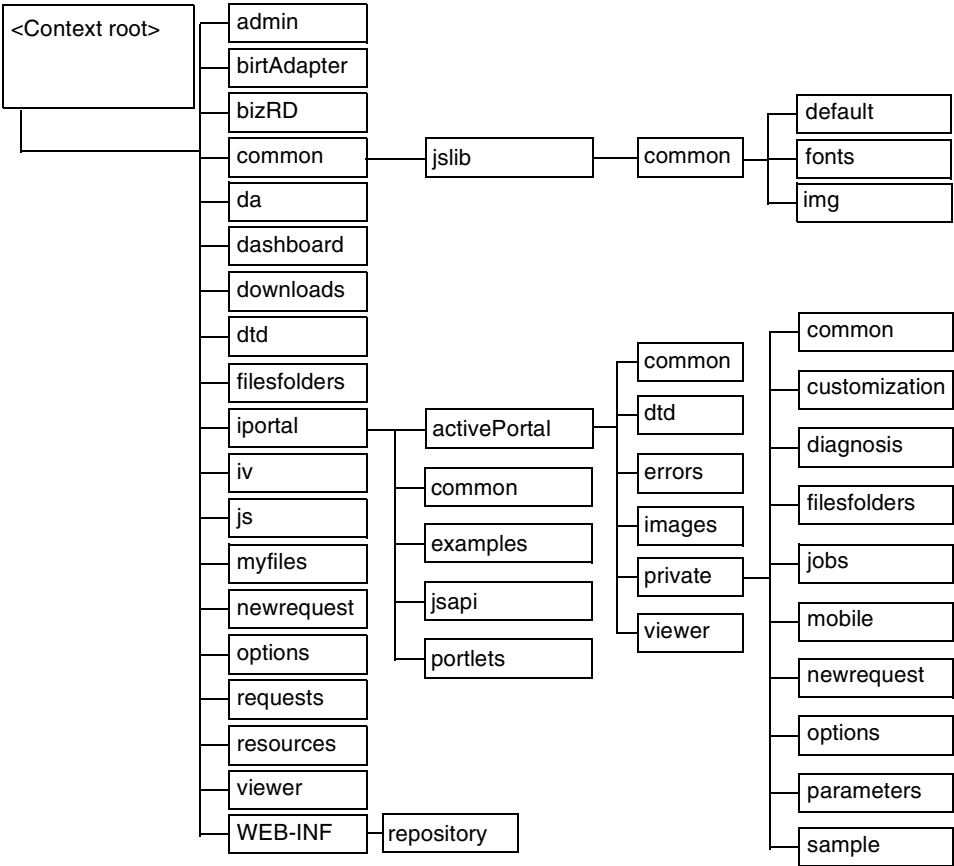 <Context root>
admin
birtAdapter
bizRD
common
da
dashboard
downloads
dtd
filesfolders
iportal
iv
js
myfiles
newrequest
options
requests
resources
viewer
WEB-INF
repository
jslib
common
default
fonts
img
activePortal
common
examples
jsapi
portlets
common
dtd
errors
images
private
viewer
common
customization
diagnosis
filesfolders
jobs
mobile
newrequest
options
parameters
sample